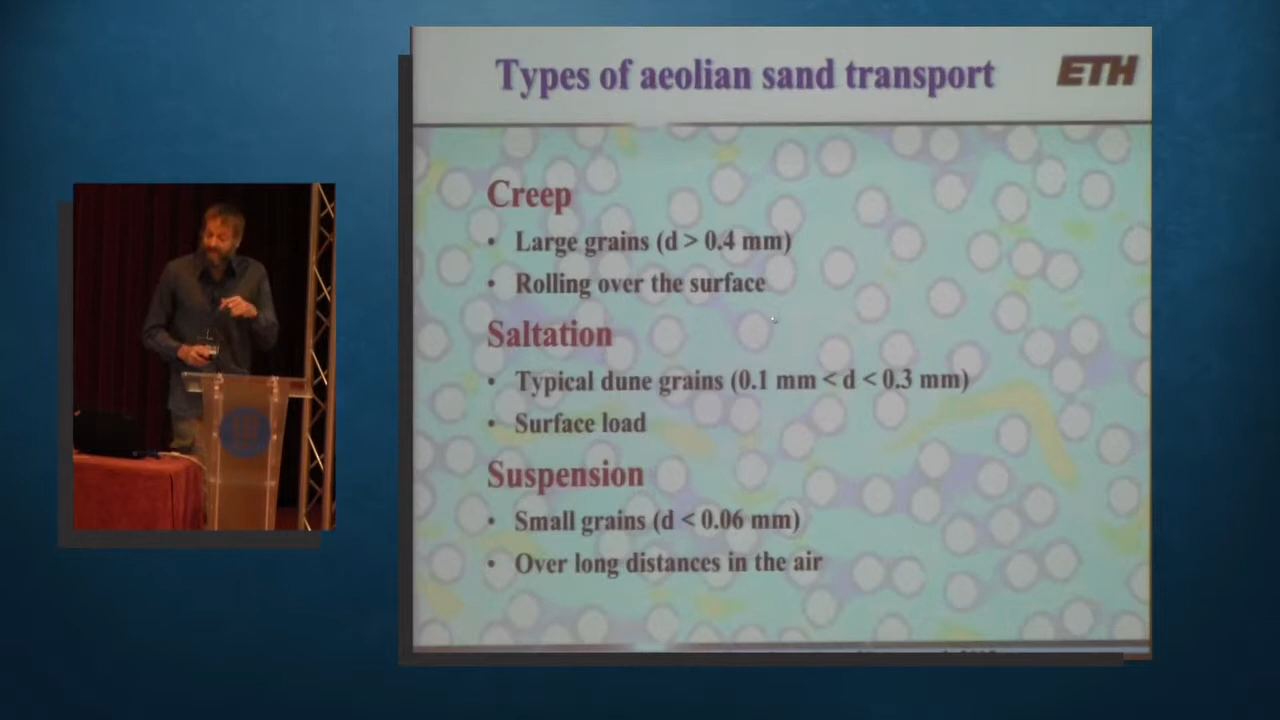 Types of aeolian sand transport
ETH
Creep
• Large grains (d > 0.4 mm)
• Rolling over the surface
Saltation
• Typical dune grains (0.1 mm < d < 0.3 mm)
• Surface load
Suspension
• Small grains (d < 0.06 mm)
• Over long distances in the air